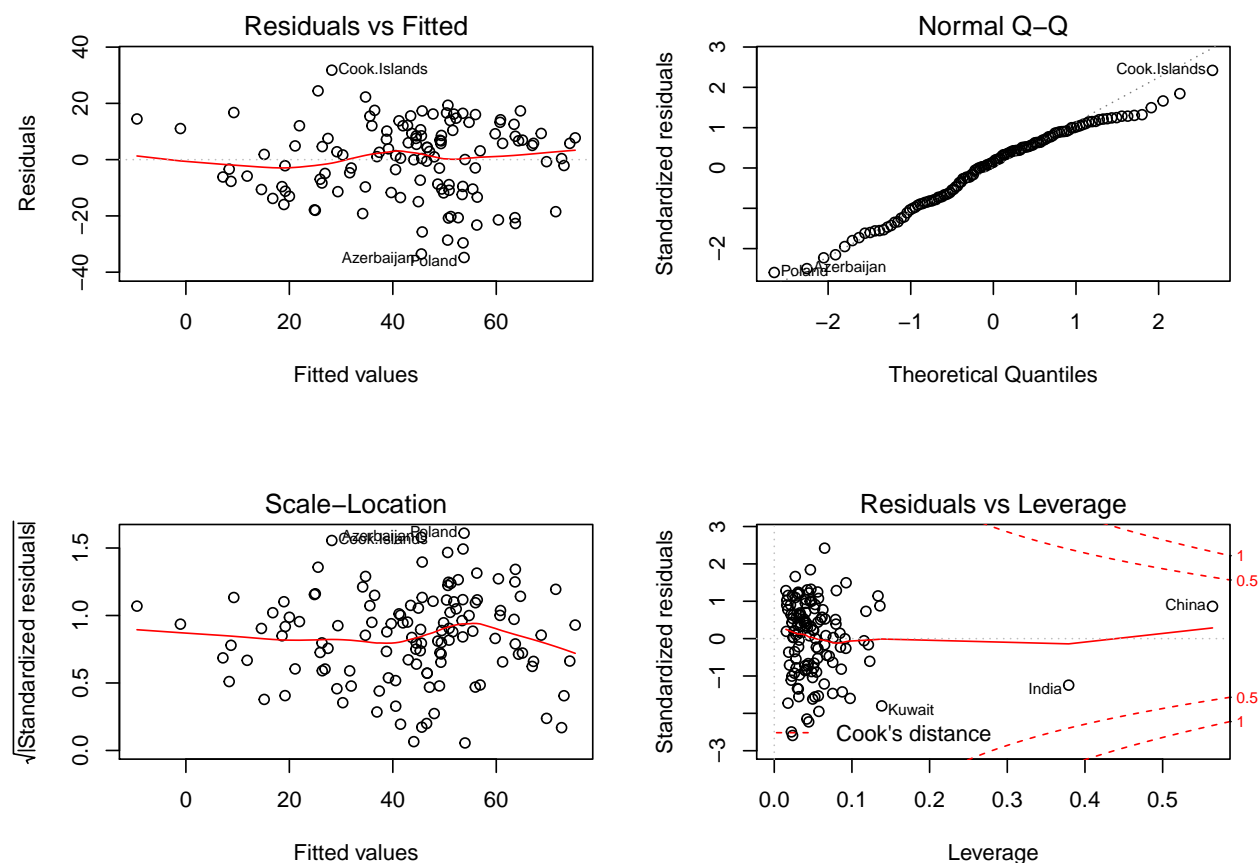 Residuals vs Fitted
Residuals
40
20
0
−20
−40
Cook.Islands
Azerbaijan
Poland
0
20
40
60
Fitted values
Normal Q−Q
Standardized residuals
3
2
1
0
−2
Cook.Islands
Poland
Azerbaijan
−2
−1
0
1
2
Theoretical Quantiles
Scale−Location
√|Standardized residuals|
1.5
1.0
0.5
0.0
Azerbaijan
Poland
Cook.Islands
0
20
40
60
Fitted values
Residuals vs Leverage
Standardized residuals
3
2
1
0
−1
−2
−3
1
0.5
China
India
Kuwait
0.5
1
Cook's distance
0.0
0.1
0.2
0.3
0.4
0.5
Leverage